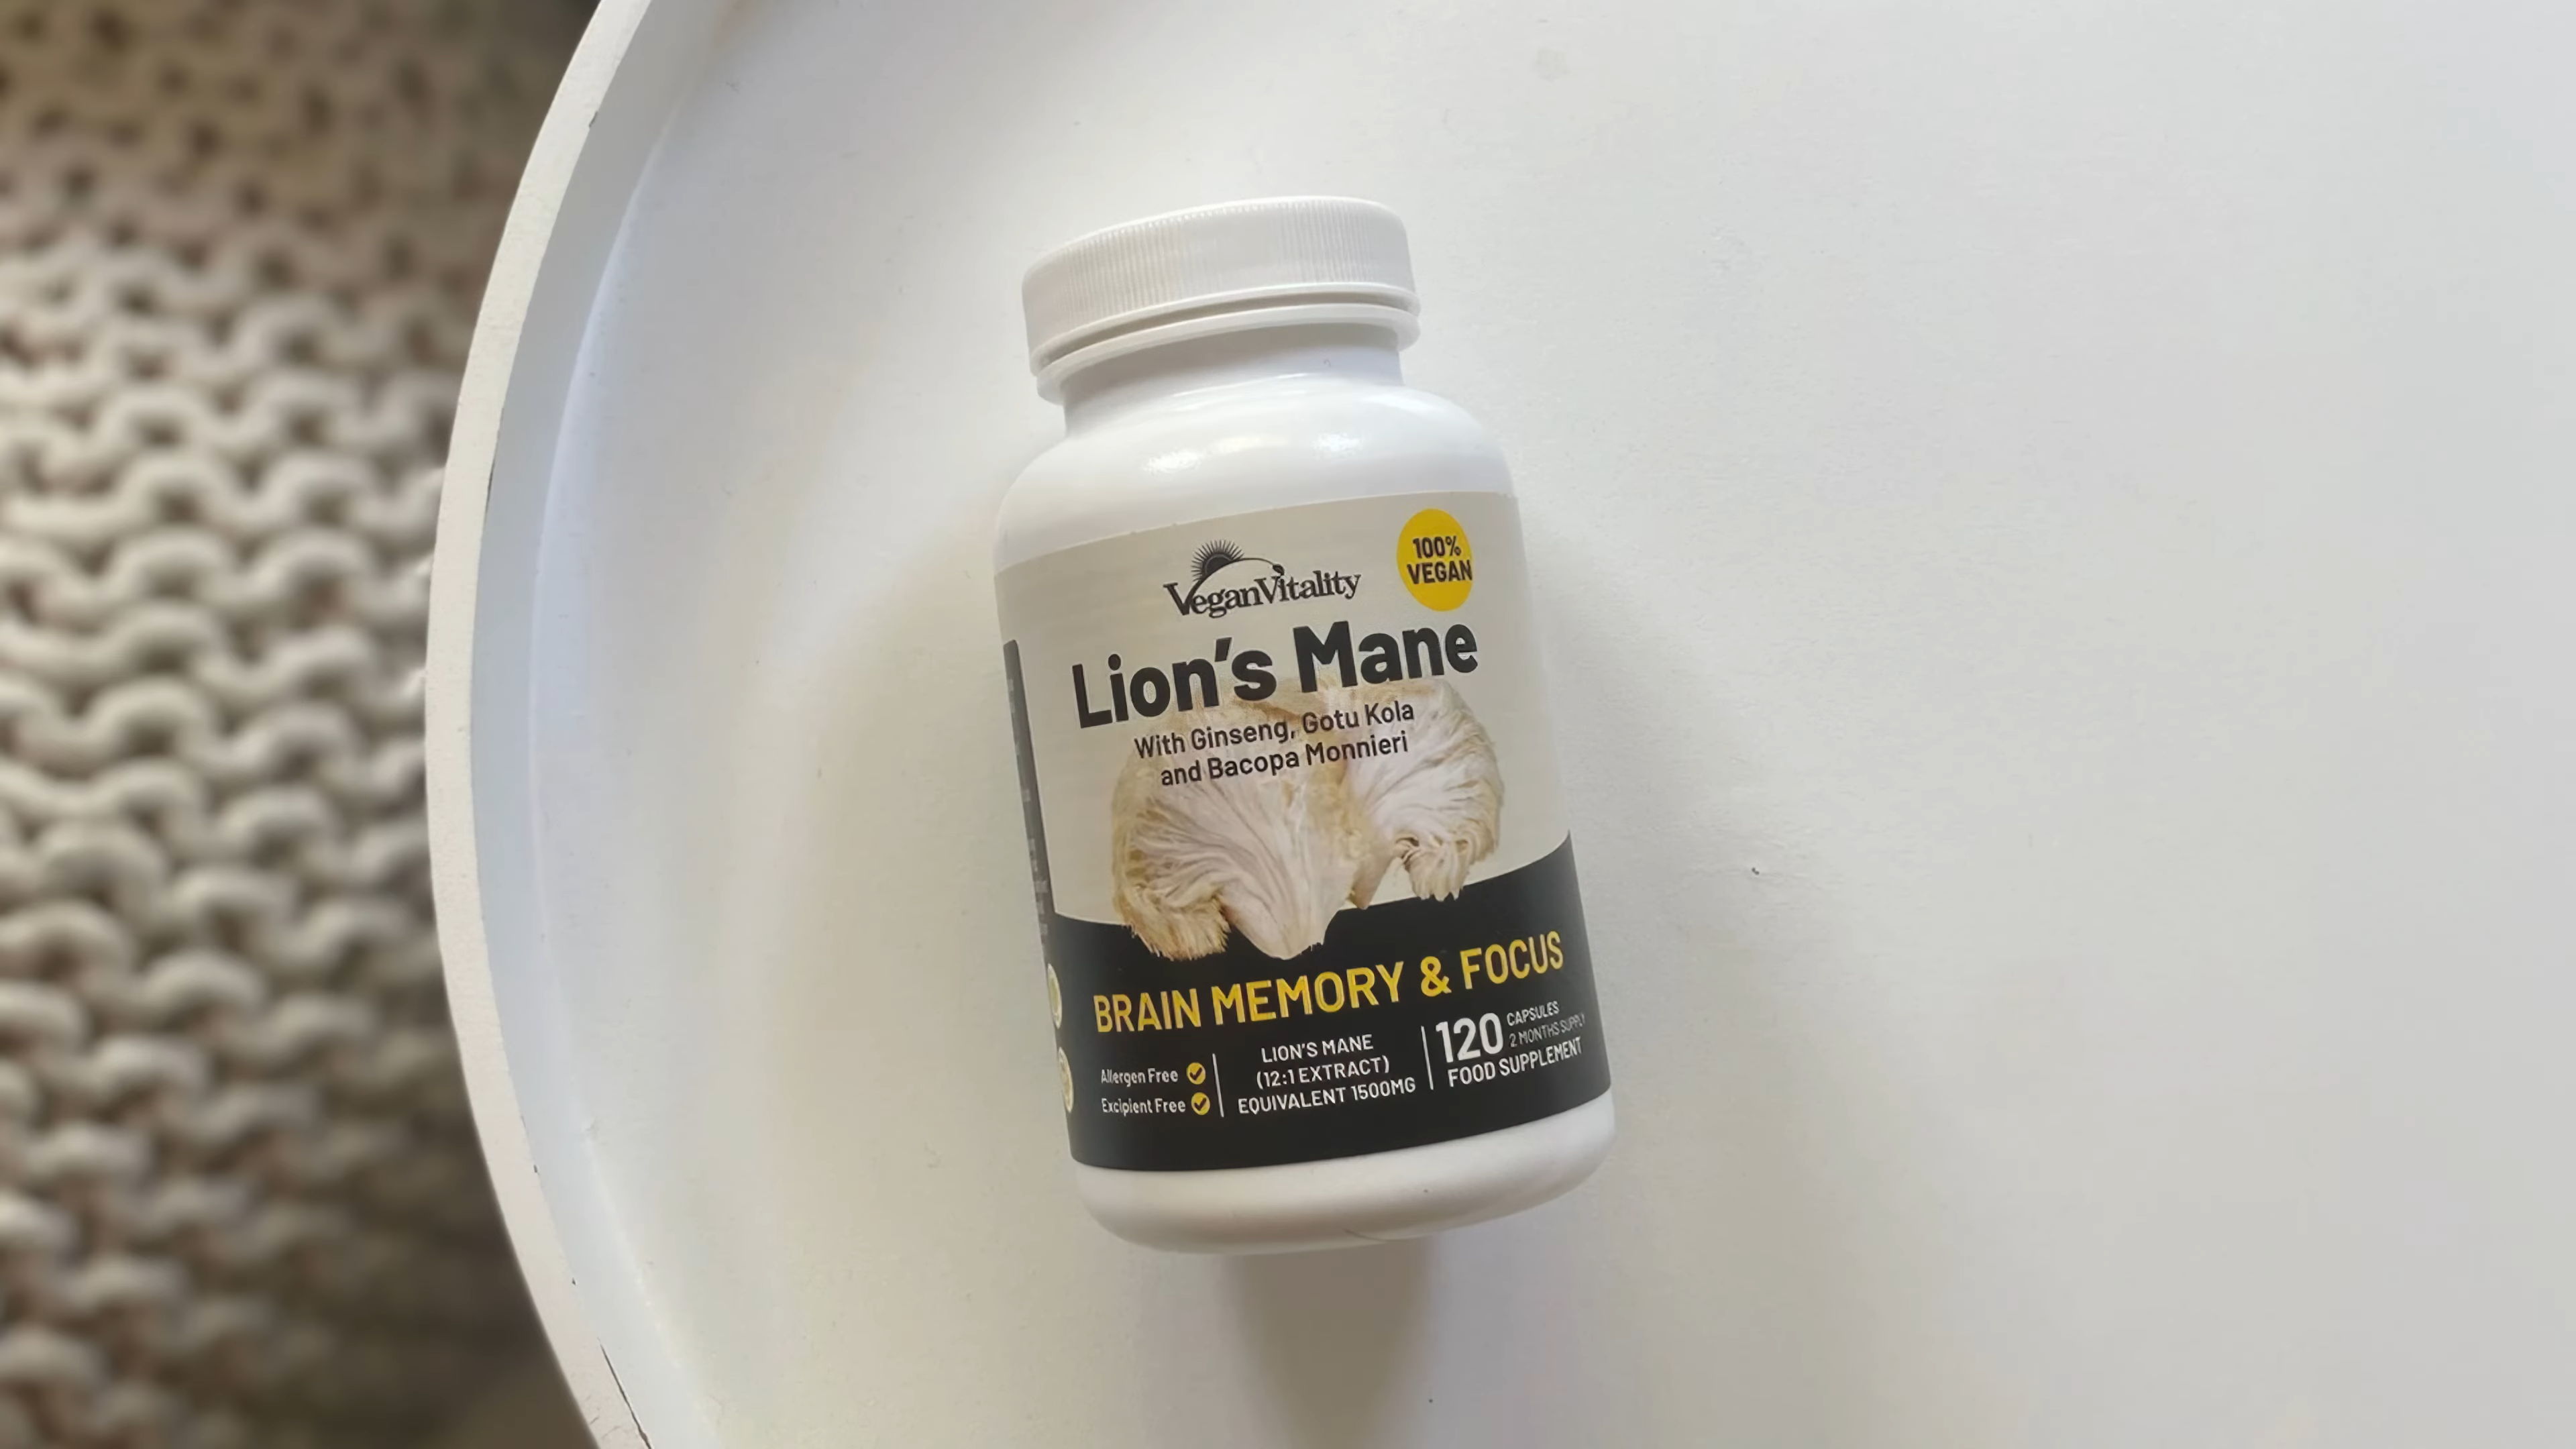 VeganVitality
100%
VEGAN
Lion's Mane
With Ginseng, Gotu Kola
and Bacopa Monnieri
BRAIN MEMORY & FOCUS
Allergen Free
Excipient Free
LION'S MANE
(12:1 EXTRACT)
EQUIVALENT 1500MG
120 CAPSULES
2 MONTHS SUPPLY
FOOD SUPPLEMENT